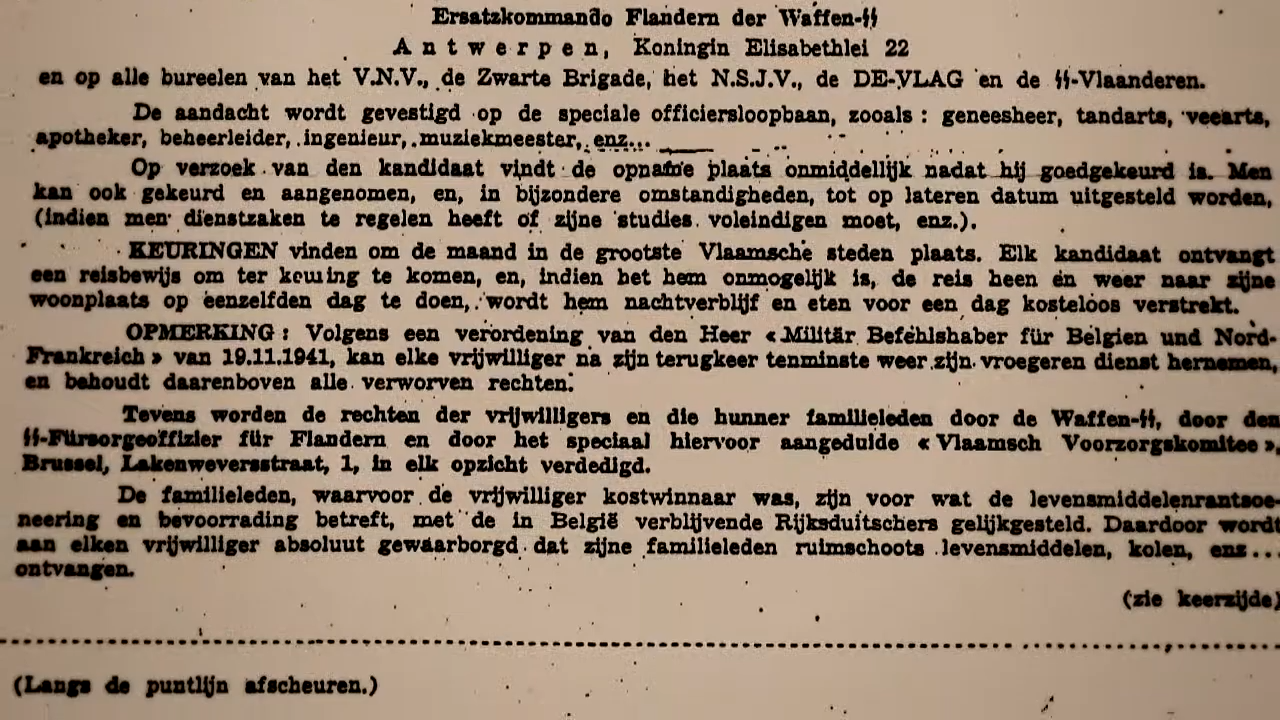 Ersatzkommando Flandern der Waffen-ϟϟ
Antwerpen, Koningin Elisabethlei 22
en op alle bureelen van het V.N.V., de Zwarte Brigade, het N.S.J.V., de DE-VLAG en de ϟϟ-Vlaanderen.
De aandacht wordt gevestigd op de speciale officiersloopbaan, zooals : geneesheer, tandarts, veearts,
apotheker, beheerleider, ingenieur, muziekmeester, enz...
Op verzoek van den kandidaat vindt de opname plaats onmiddellijk nadat hij goedgekeurd is. Men
kan ook gekeurd en aangenomen, en, in bijzondere omstandigheden, tot op lateren datum uitgesteld worden,
(indien men dienstzaken te regelen heeft of zijne studies voleindigen moet, enz.).
KEURINGEN vinden om de maand in de grootste Vlaamsche steden plaats. Elk kandidaat ontvangt
een reisbewijs om ter keuing te komen, en, indien het hem onmogelijk is, de reis heen en weer naar zijne
woonplaats op eenzelfden dag te doen, wordt hem nachtverblijf en eten voor een dag kosteloos verstrekt.
OPMERKING : Volgens een verordening van den Heer « Militär Befehlshaber für Belgien und Nord-
Frankreich » van 19.11.1941, kan elke vrijwilliger na zijn terugkeer tenminste weer zijn vroegeren dienst hernemen,
en behoudt daarenboven alle verworven rechten.
Tevens worden de rechten der vrijwilligers en die hunner familieleden door de Waffen-ϟϟ, door den
ϟϟ-Fürsorgeoffizier für Flandern en door het speciaal hiervoor aangeduide « Vlaamsch Voorzorgskomitee »,
Brussel, Lakenweversstraat, 1, in elk opzicht verdedigd.
De familieleden, waarvoor de vrijwilliger kostwinnaar was, zijn voor wat de levensmiddelenrantsoe-
neering en bevoorrading betreft, met de in België verblijvende Rijksduitschers gelijkgesteld. Daardoor wordt
aan elken vrijwilliger absoluut gewaarborgd dat zijne familieleden ruimschoots levensmiddelen, kolen, enz...
ontvangen.
(zie keerzijde)
(Langs de puntlijn afscheuren.)